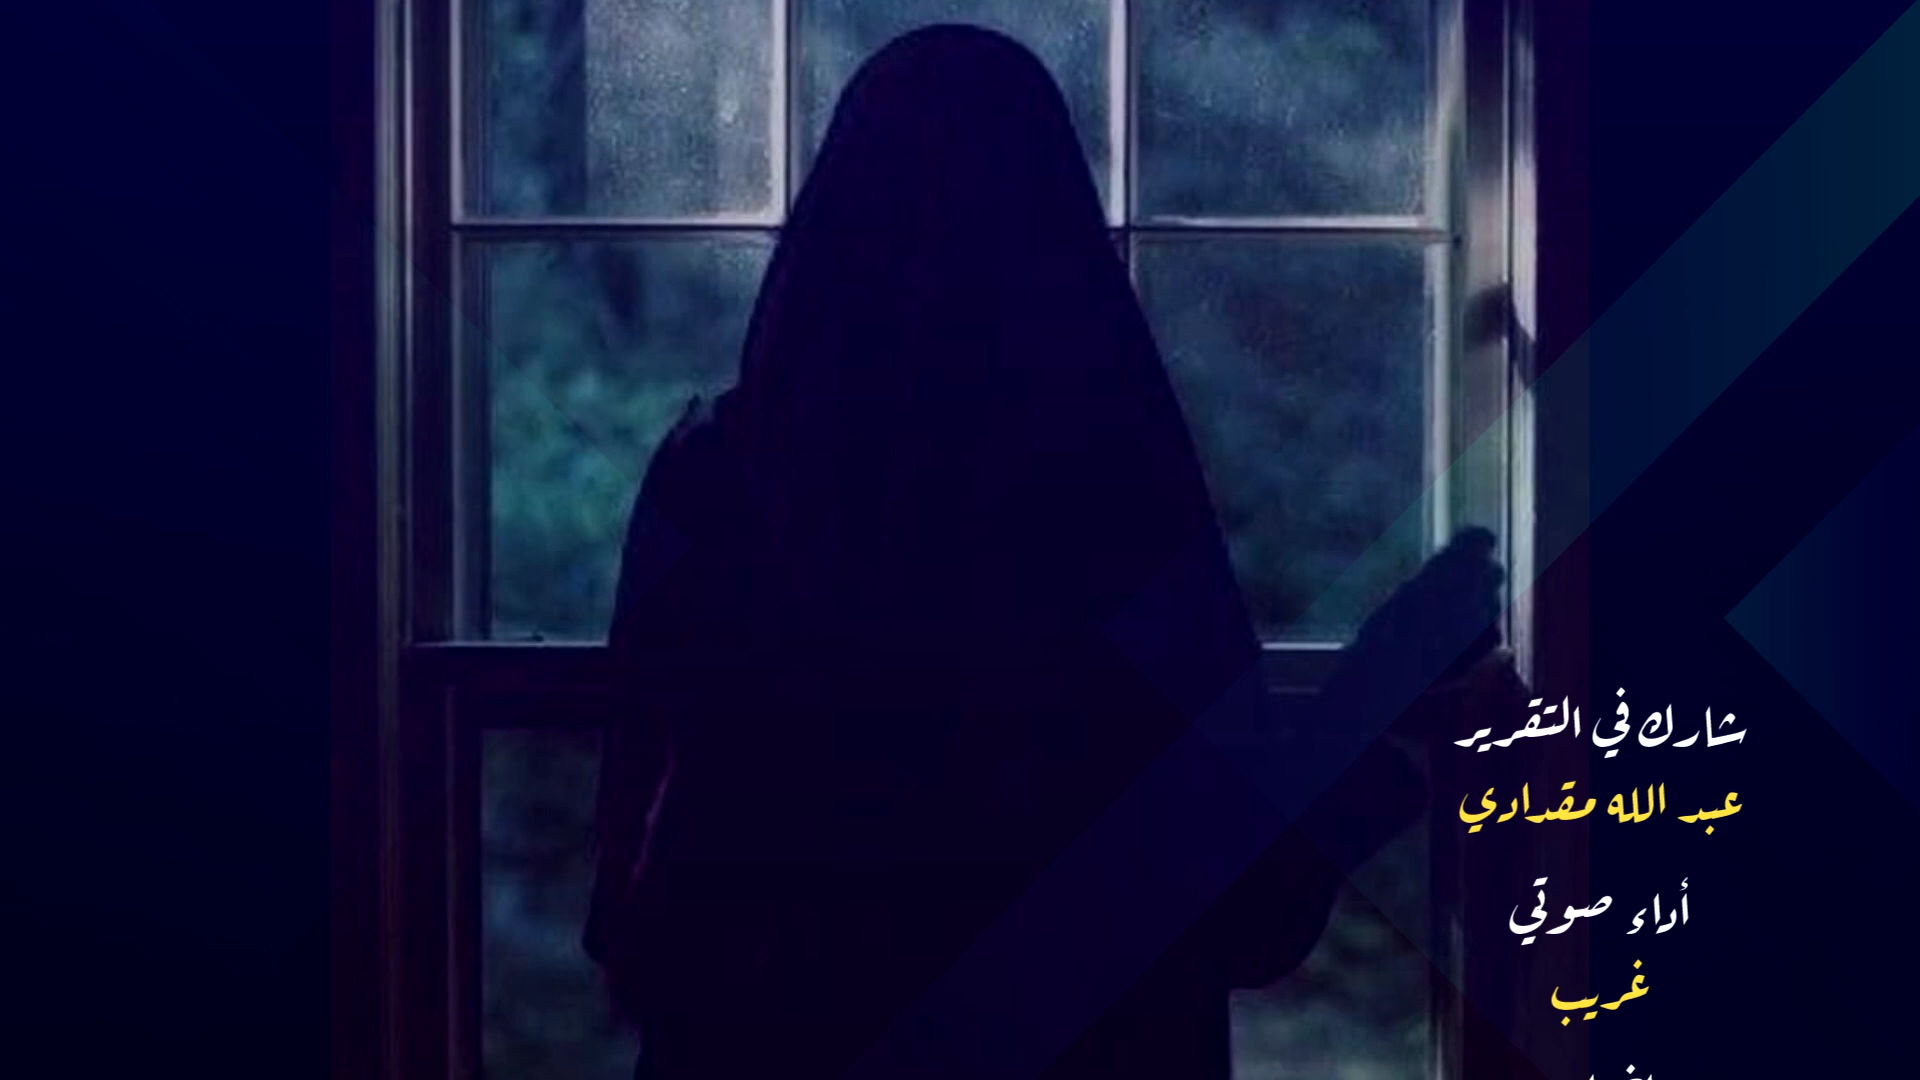 شارك في التقرير
عبد الله مقدادي
أداء صوتي
غريب